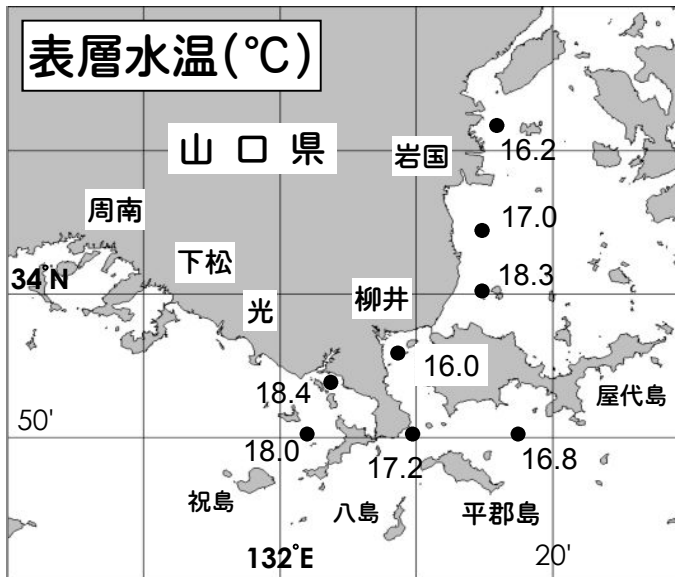 表層水温(℃)
山口県
岩国
16.2
周南
17.0
下松
34°N
18.3
柳井
光
16.0
18.4
屋代島
50'
18.0
17.2
16.8
祝島
八島
平郡島
132°E
20'